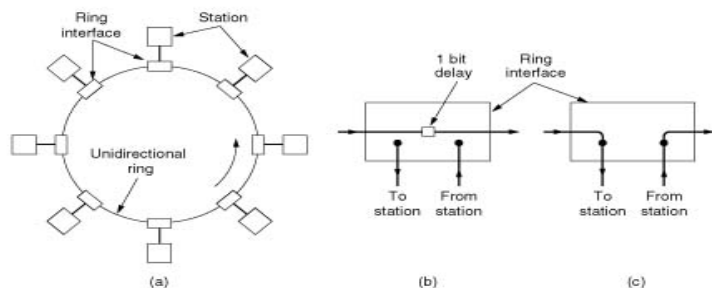 Ring
interface
Station
Unidirectional
ring
(a)
1 bit
delay
Ring
interface
To
station
From
station
(b)
To
station
From
station
(c)